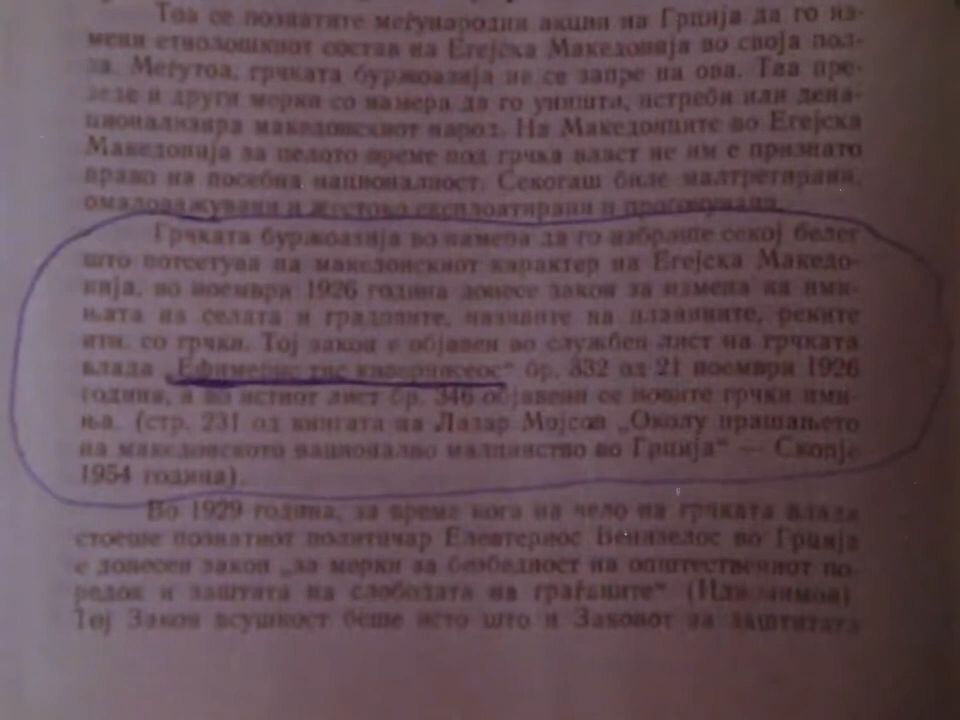 Тоа се познатите меѓународни акции на Грција да го из-
мени етнолошкиот состав на Егејска Македонија во своја пол-
за. Меѓутоа, грчката буржоазија не се запре на ова. Таа пре-
зеде и други мерки со намера да го уништа, истреби или дена-
ционализира македонскиот народ. На Македонците во Егејска
Македонија за целото време под грчка власт не им е признато
право на посебна националност. Секогаш биле малтретирани,
омаловажувани и жестоко експлоатирани и прогонувани.
Грчката буржоазија во намера да го избрише секој белег
што потсетува на македонскиот карактер на Егејска Македо-
нија, во ноември 1926 година донесе закон за измена на ими-
њата на селата и градовите, називите на планините, реките
итн. со грчки. Тој закон е објавен во службен лист на грчката
влада „Ефимерис тис кивернисеос“ бр. 332 од 21 ноември 1926
година, а во истиот лист бр. 346 објавени се новите грчки ими-
ња. (стр. 231 од книгата на Лазар Мојсов „Околу прашањето
на македонското национално малцинство во Грција“ — Скопје
1954 година).
Во 1929 година, за време кога на чело на грчката влада
стоеше познатиот политичар Елевтериос Венизелос во Грција
е донесен закон „за мерки за безбедност на општествениот по-
редок и заштита на слободата на граѓаните“
Тој Закон всушност беше исто што и Законот за заштитата